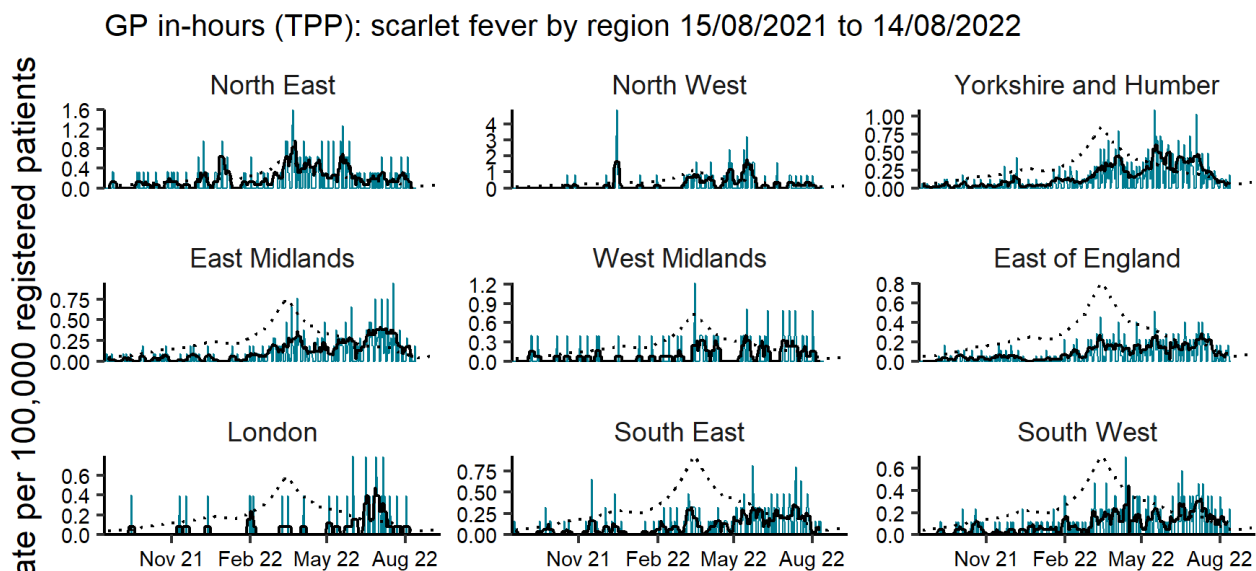 GP in-hours (TPP): scarlet fever by region 15/08/2021 to 14/08/2022
ate per 100,000 registered patients
North East
North West
Yorkshire and Humber
1.6
1.2
0.8
0.4
0.0
4
3
2
1
0
1.00
0.75
0.50
0.25
0.00
East Midlands
West Midlands
East of England
0.75
0.50
0.25
0.00
1.2
0.9
0.6
0.3
0.0
0.8
0.6
0.4
0.2
0.0
London
South East
South West
0.6
0.4
0.2
0.0
0.75
0.50
0.25
0.00
0.6
0.4
0.2
0.0
Nov 21 Feb 22 May 22 Aug 22
Nov 21 Feb 22 May 22 Aug 22
Nov 21 Feb 22 May 22 Aug 22